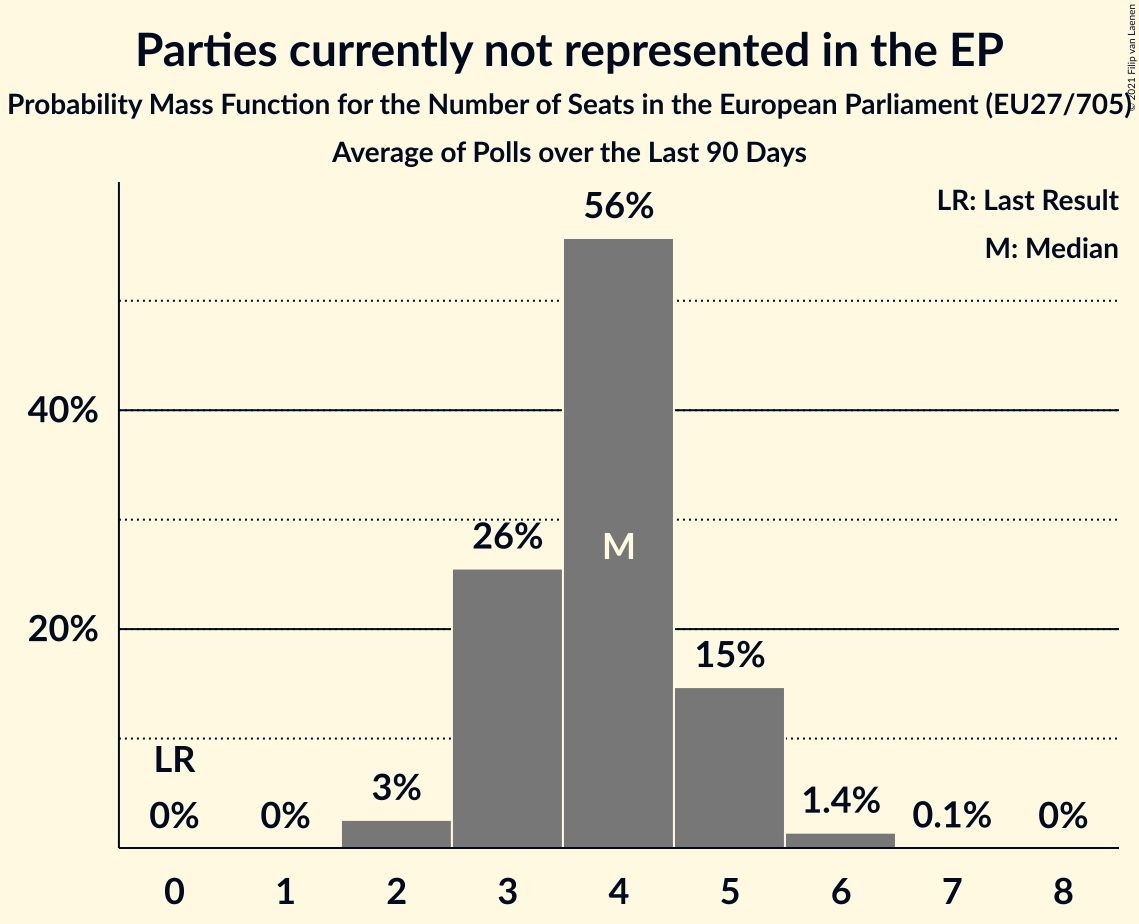 Parties currently not represented in the EP
Probability Mass Function for the Number of Seats in the European Parliament (EU27/705)
Average of Polls over the Last 90 Days
© 2021 Filip van Laenen
LR: Last Result
M: Median
56%
40%
26%
M
20%
15%
LR
0%
0%
3%
1.4%
0.1%
0%
0 1 2 3 4 5 6 7 8